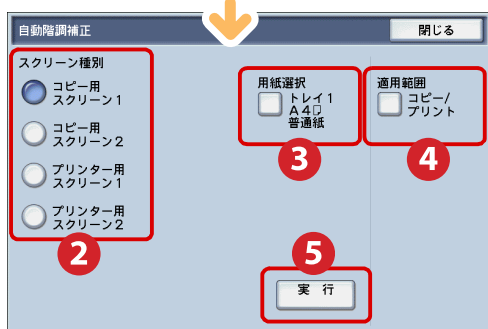 自動階調補正
閉じる
スクリーン種別
コピー用
スクリーン1
コピー用
スクリーン2
プリンター用
スクリーン1
プリンター用
スクリーン2
2
用紙選択
トレイ1
A4
普通紙
3
適用範囲
コピー/
プリント
4
5
実 行